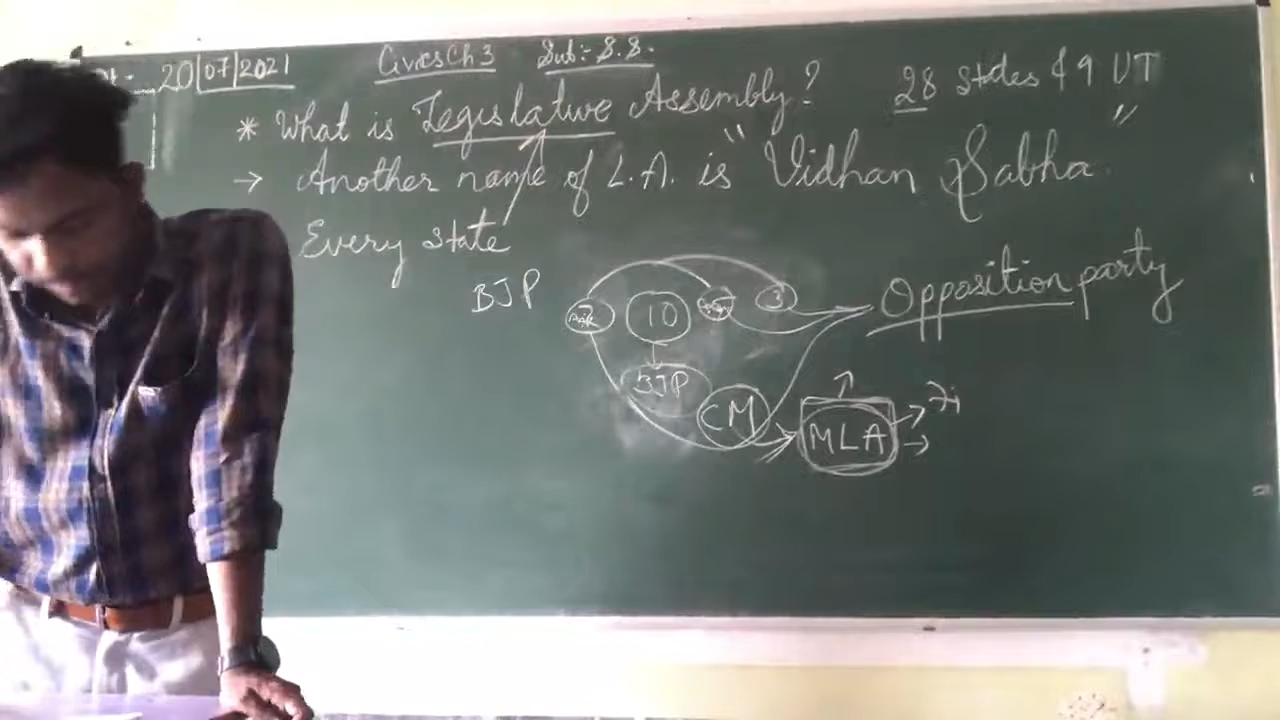 20/07/2021 Civics Ch 3 Sub:- S.S.
* What is Legislative Assembly? 28 States & 9 UT
→ Another name of L.A. is "Vidhan Sabha"
Every state
BJP 10 3 Opposition party
BJP
CM MLA